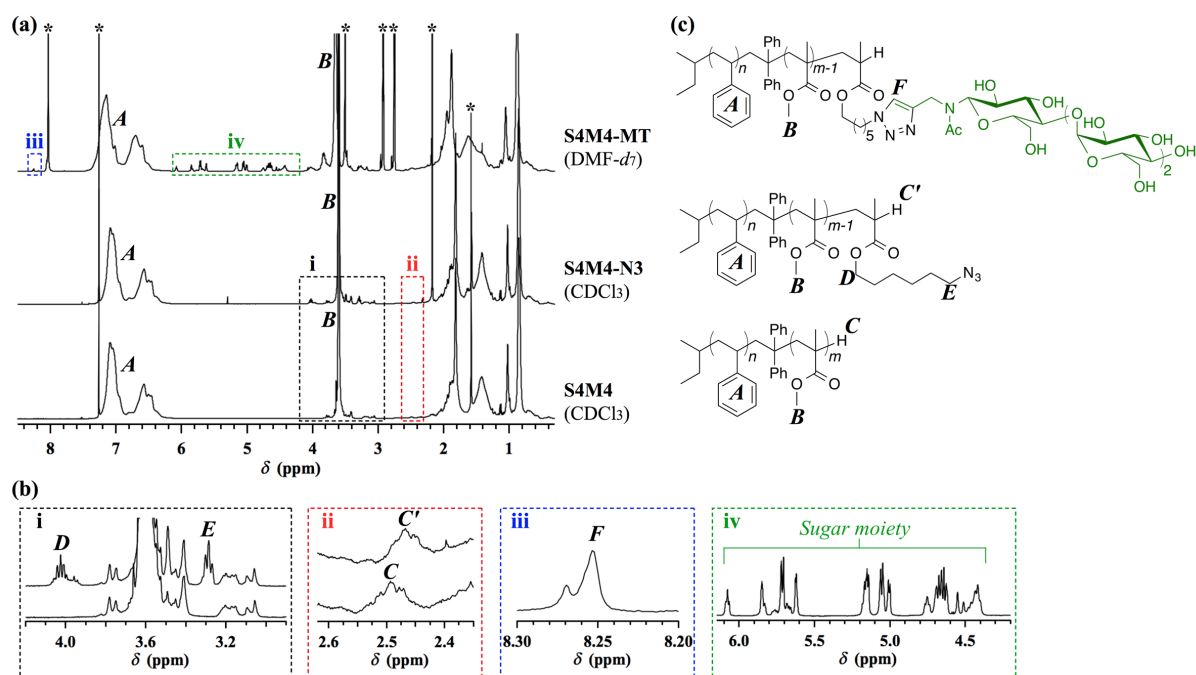 (a)
* * * * * * *
B
*
A
iii
iv
S4M4-MT
(DMF-d7)
B
i
ii
A
S4M4-N3
(CDCl3)
B
A
S4M4
(CDCl3)
8 7 6 5 4 3 2 1
δ (ppm)
(c)
Ph
H
n
m-1
Ph
O
O
O
O
F
A
B
5
N
N=N
N
Ac
HO
OH
O
HO
O
OH
HO
OH
O
O
OH
2
OH
Ph
H C'
n
m-1
Ph
O
O
O
O
A
B
D
E
N3
Ph
H C
n
m
Ph
O
O
A
B
(b)
i
D
E
4.0 3.6 3.2
δ (ppm)
ii
C'
C
2.6 2.5 2.4
δ (ppm)
iii
F
8.30 8.25 8.20
δ (ppm)
iv
Sugar moiety
6.0 5.5 5.0 4.5
δ (ppm)